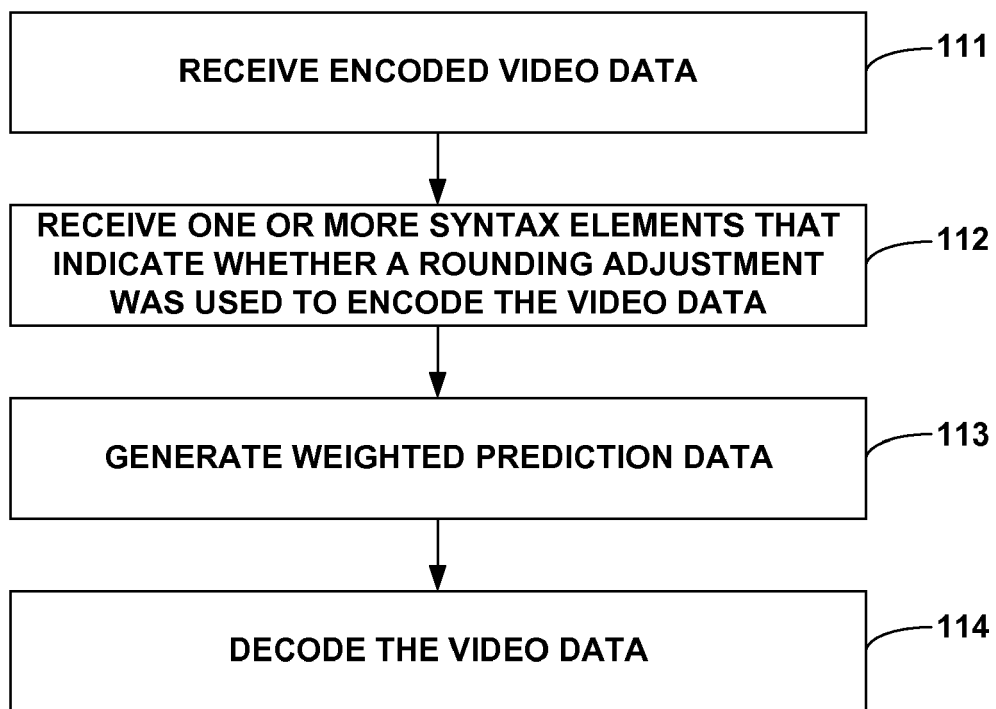 RECEIVE ENCODED VIDEO DATA
111
RECEIVE ONE OR MORE SYNTAX ELEMENTS THAT
INDICATE WHETHER A ROUNDING ADJUSTMENT
WAS USED TO ENCODE THE VIDEO DATA
112
GENERATE WEIGHTED PREDICTION DATA
113
DECODE THE VIDEO DATA
114